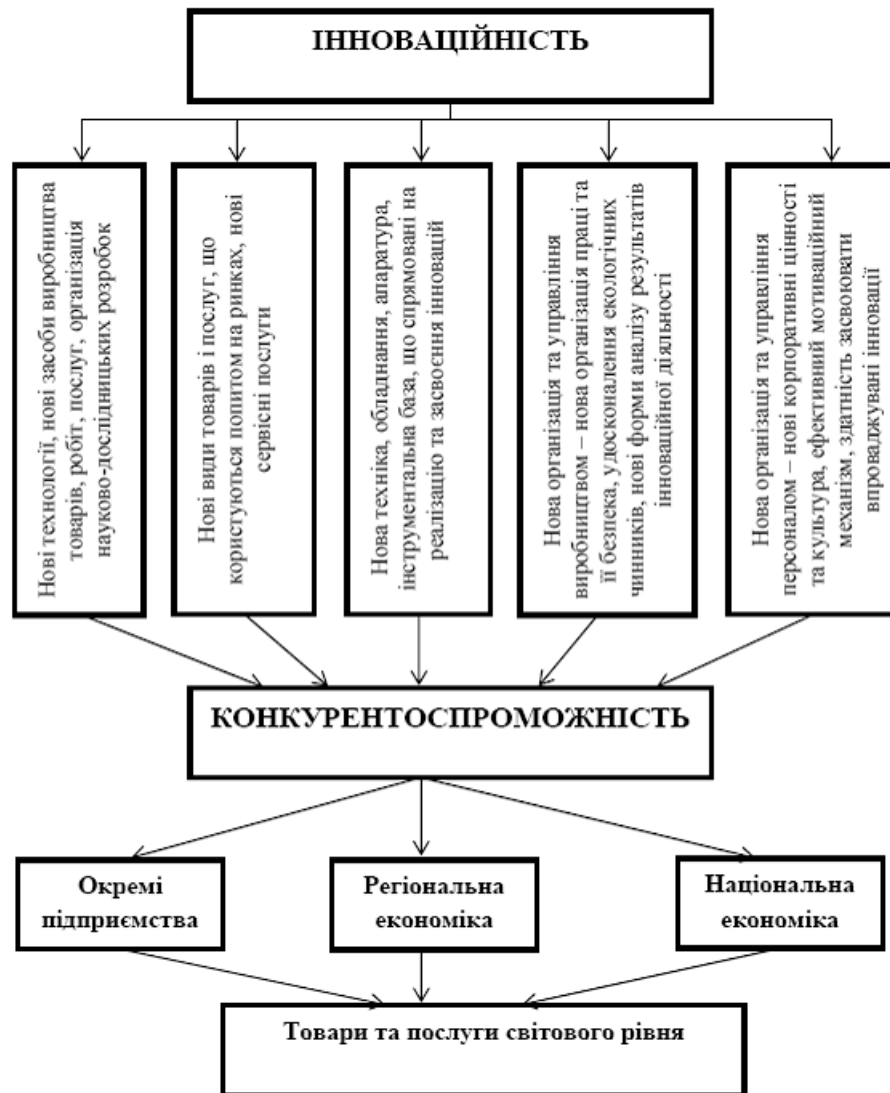 ІННОВАЦІЙНІСТЬ
Нові технології, нові засоби виробництва
товарів, робіт, послуг, організація
науково-дослідницьких розробок
Нові види товарів і послуг, що
користуються попитом на ринках, нові
сервісні послуги
Нова техніка, обладнання, апаратура,
інструментальна база, що спрямовані на
реалізацію та засвоєння інновацій
Нова організація та управління
виробництвом – нова організація праці та
її безпека, удосконалення екологічних
чинників, нові форми аналізу результатів
інноваційної діяльності
Нова організація та управління
персоналом – нові корпоративні цінності
та культура, ефективний мотиваційний
механізм, здатність засвоювати
впроваджувані інновації
КОНКУРЕНТОСПРОМОЖНІСТЬ
Окремі
підприємства
Регіональна
економіка
Національна
економіка
Товари та послуги світового рівня